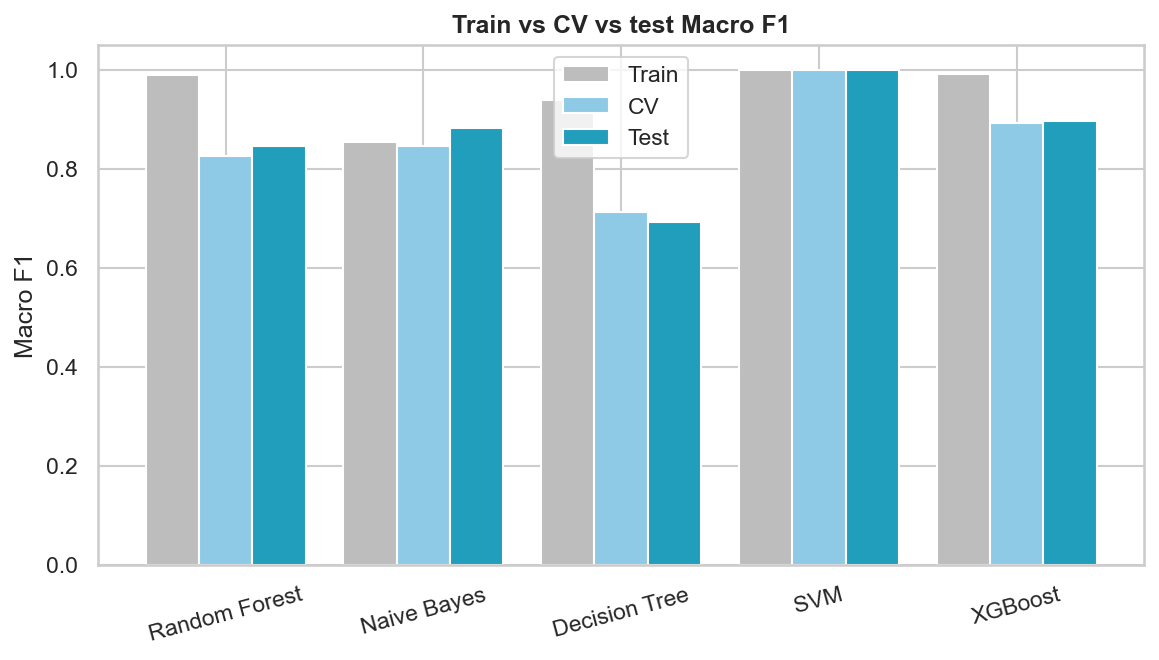 Train vs CV vs test Macro F1
Train
CV
Test
Macro F1
1.0
0.8
0.6
0.4
0.2
0.0
Random Forest
Naive Bayes
Decision Tree
SVM
XGBoost